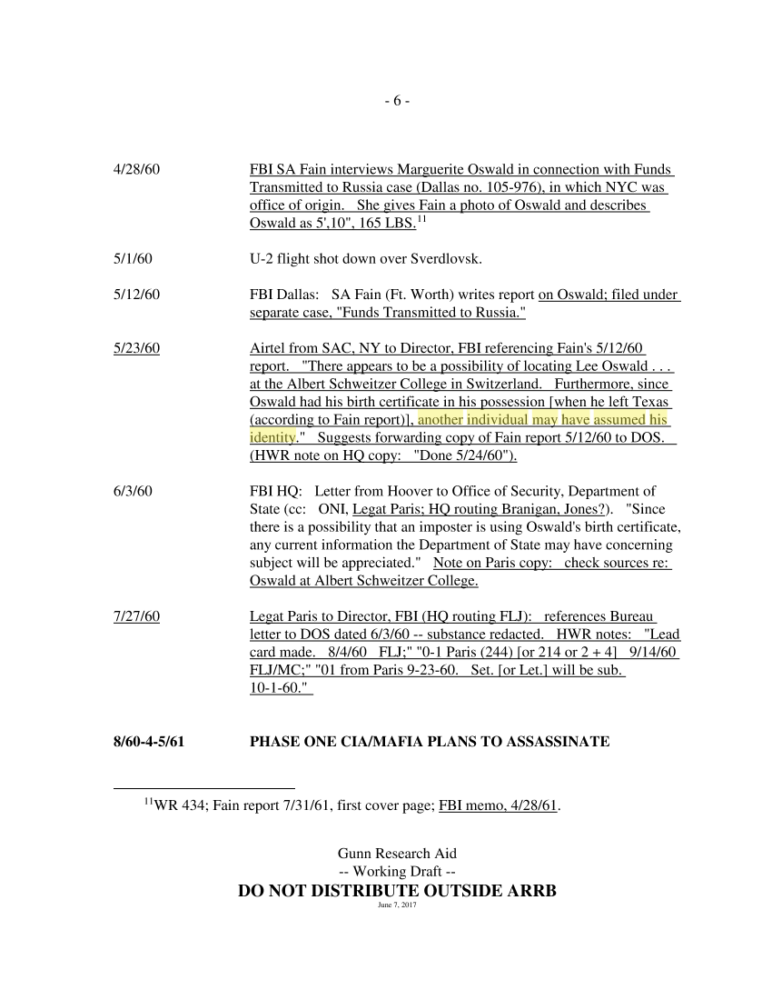 - 6 -
4/28/60 FBI SA Fain interviews Marguerite Oswald in connection with Funds
Transmitted to Russia case (Dallas no. 105-976), in which NYC was
office of origin. She gives Fain a photo of Oswald and describes
Oswald as 5',10", 165 LBS.11
5/1/60 U-2 flight shot down over Sverdlovsk.
5/12/60 FBI Dallas: SA Fain (Ft. Worth) writes report on Oswald; filed under
separate case, "Funds Transmitted to Russia."
5/23/60 Airtel from SAC, NY to Director, FBI referencing Fain's 5/12/60
report. "There appears to be a possibility of locating Lee Oswald . . .
at the Albert Schweitzer College in Switzerland. Furthermore, since
Oswald had his birth certificate in his possession [when he left Texas
(according to Fain report)], another individual may have assumed his
identity." Suggests forwarding copy of Fain report 5/12/60 to DOS.
(HWR note on HQ copy: "Done 5/24/60").
6/3/60 FBI HQ: Letter from Hoover to Office of Security, Department of
State (cc: ONI, Legat Paris; HQ routing Branigan, Jones?). "Since
there is a possibility that an imposter is using Oswald's birth certificate,
any current information the Department of State may have concerning
subject will be appreciated." Note on Paris copy: check sources re:
Oswald at Albert Schweitzer College.
7/27/60 Legat Paris to Director, FBI (HQ routing FLJ): references Bureau
letter to DOS dated 6/3/60 -- substance redacted. HWR notes: "Lead
card made. 8/4/60 FLJ;" "0-1 Paris (244) [or 214 or 2 + 4] 9/14/60
FLJ/MC;" "01 from Paris 9-23-60. Set. [or Let.] will be sub.
10-1-60."
8/60-4-5/61 PHASE ONE CIA/MAFIA PLANS TO ASSASSINATE
11WR 434; Fain report 7/31/61, first cover page; FBI memo, 4/28/61.
Gunn Research Aid
-- Working Draft --
DO NOT DISTRIBUTE OUTSIDE ARRB
June 7, 2017